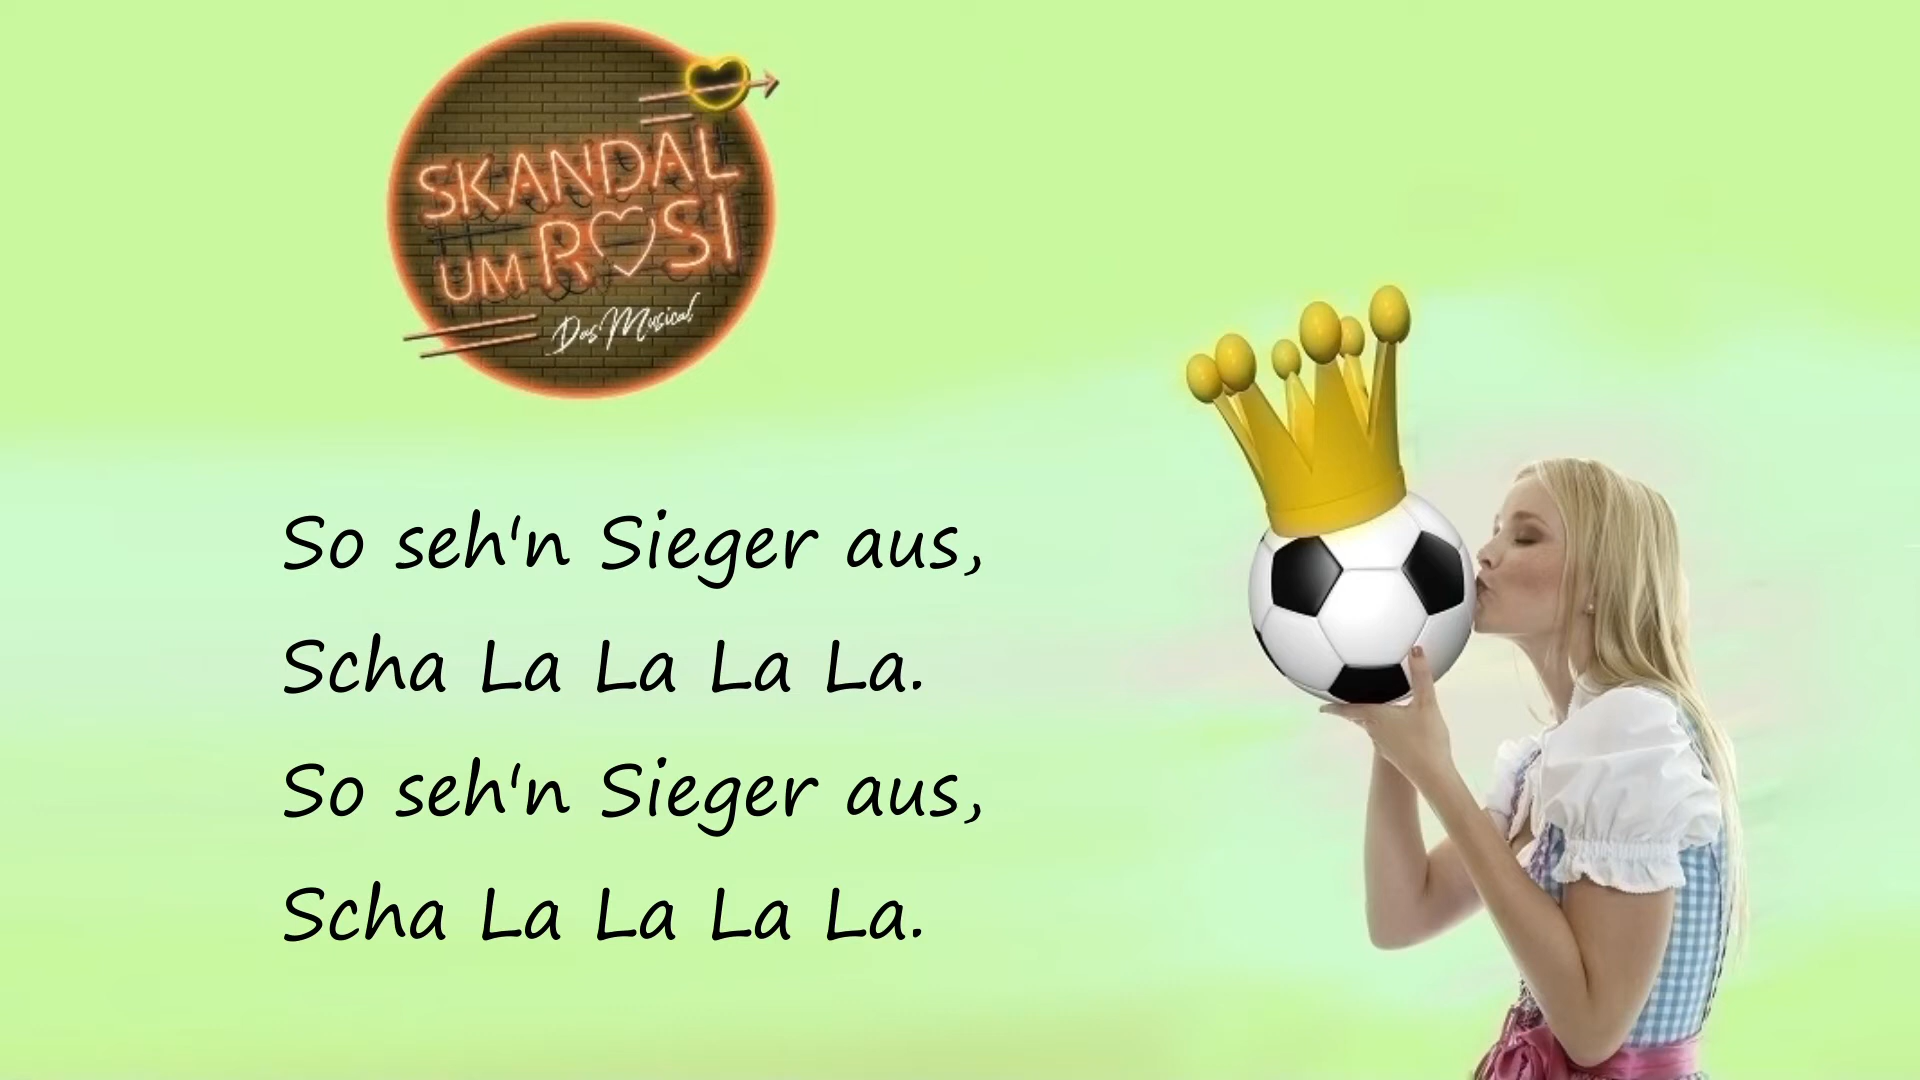 SKANDAL
UM ROSI
Das Musical
So seh'n Sieger aus,
Scha La La La La.
So seh'n Sieger aus,
Scha La La La La.